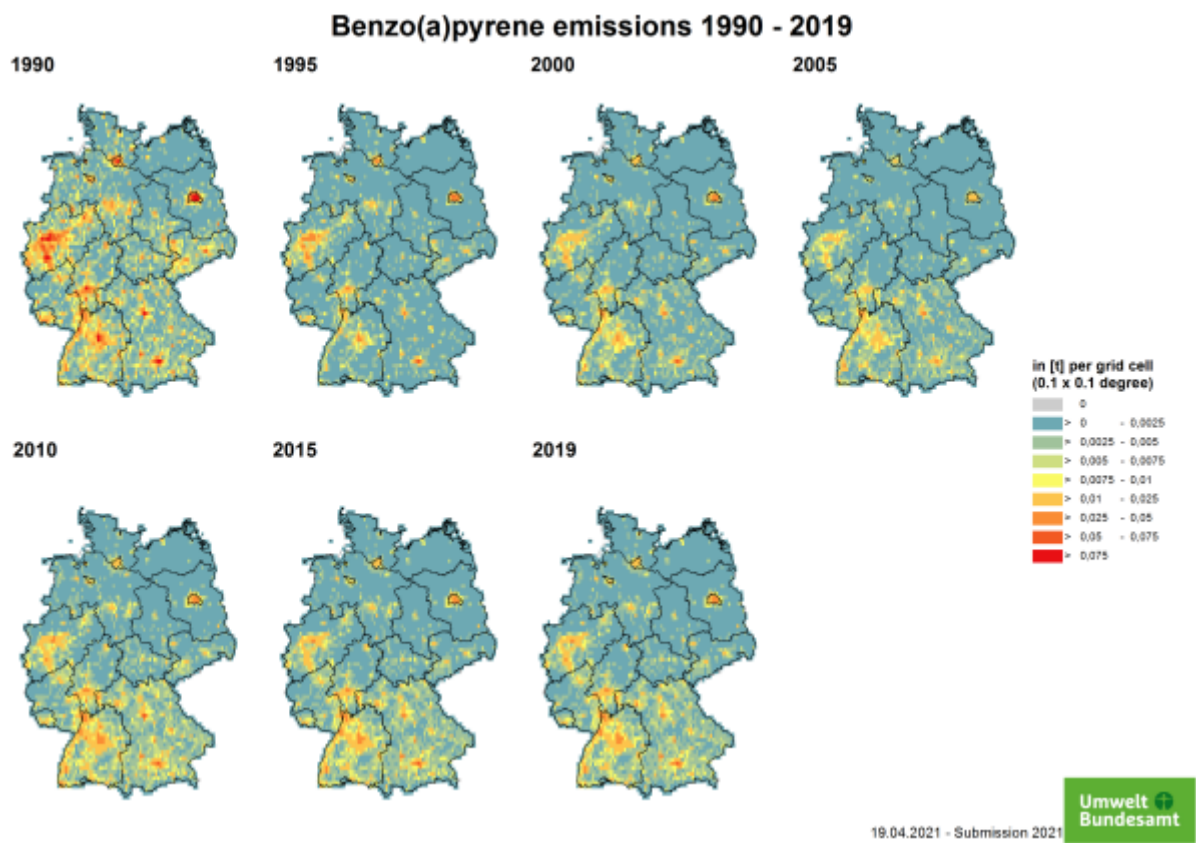 Benzo(a)pyrene emissions 1990 - 2019
1990 1995 2000 2005
in [t] per grid cell
(0.1 x 0.1 degree)
0
> 0 - 0,0025
> 0,0025 - 0,005
> 0,005 - 0,0075
> 0,0075 - 0,01
> 0,01 - 0,025
> 0,025 - 0,05
> 0,05 - 0,075
> 0,075
2010 2015 2019
Umwelt
Bundesamt
19.04.2021 - Submission 2021